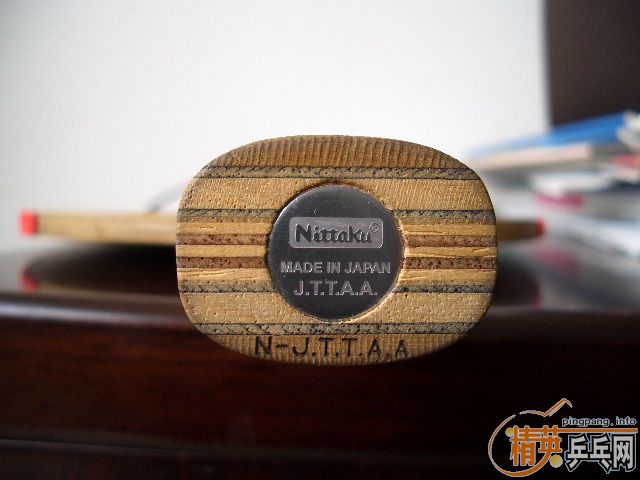 Nittaku®
MADE IN JAPAN
J.T.T.A.A.
N-J.T.T.A.A
pingpang.info
精英乒乓网